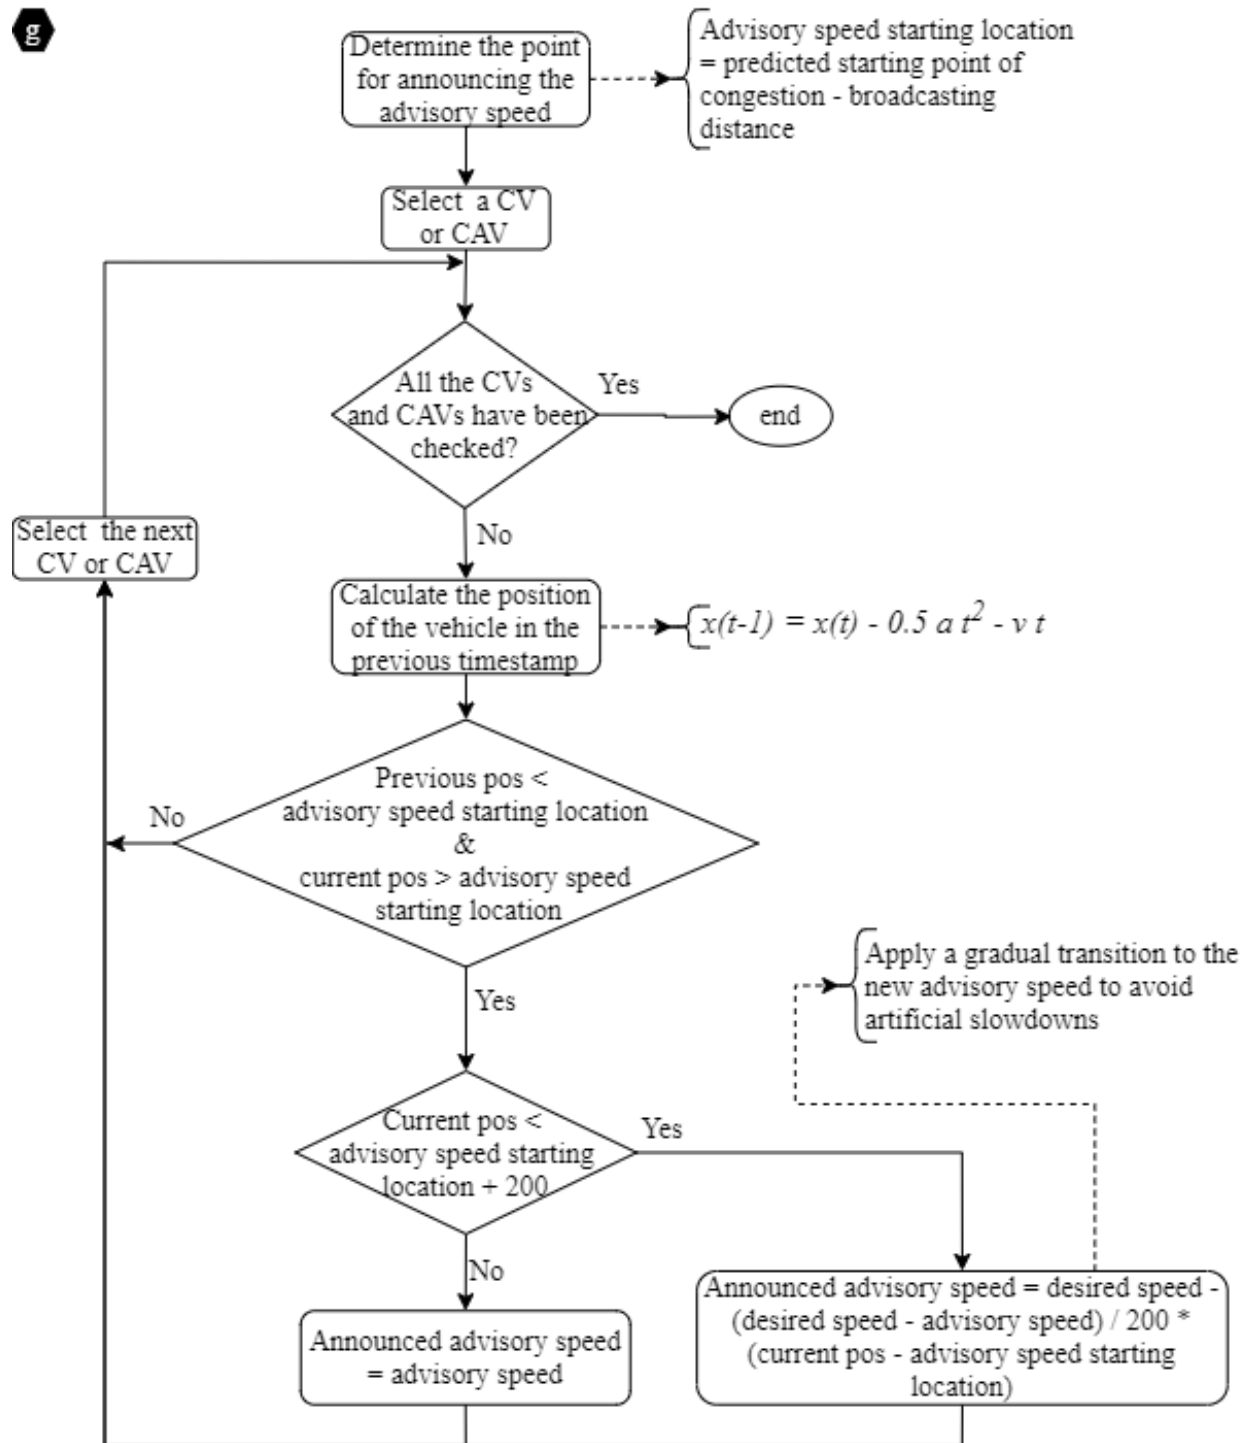 g
Determine the point
for announcing the
advisory speed
Advisory speed starting location
= predicted starting point of
congestion - broadcasting
distance
Select a CV
or CAV
All the CVs
and CAVs have been
checked?
Yes
end
Select the next
CV or CAV
No
Calculate the position
of the vehicle in the
previous timestamp
x(t-1) = x(t) - 0.5 a t² - v t
Previous pos <
advisory speed starting location
&
current pos > advisory speed
starting location
No
Yes
Apply a gradual transition to the
new advisory speed to avoid
artificial slowdowns
Current pos <
advisory speed starting
location + 200
Yes
No
Announced advisory speed
= advisory speed
Announced advisory speed = desired speed -
(desired speed - advisory speed) / 200 *
(current pos - advisory speed starting
location)